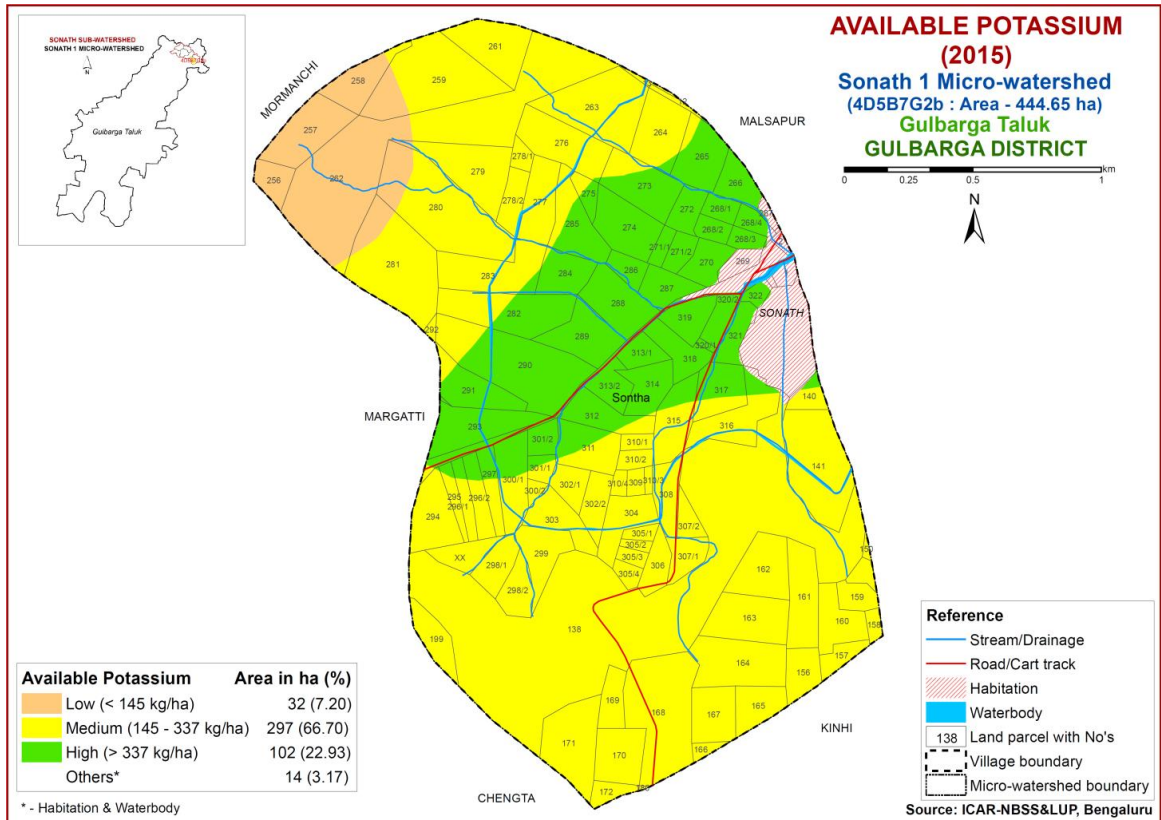 SONATH SUB-WATERSHED
SONATH 1 MICRO-WATERSHED
N
Gulbarga Taluk
AVAILABLE POTASSIUM
(2015)
Sonath 1 Micro-watershed
(4D5B7G2b : Area - 444.65 ha)
Gulbarga Taluk
GULBARGA DISTRICT
0 0.25 0.5 1 km
N
MORMANCHI
MALSAPUR
MARGATTI
CHENGTA
KINHI
SONATH
Sontha
261
258 259
257 263
264
276
256 262 279 278/1 265
278/2 277 275 273 266
280 272 268/1 267
285 274 268/2 268/4
271/1 271/2 268/3
281 283 284 286 270 269
287
282 288 320/2 322
292 289 319 321
313/1 320/1
290 318
291 313/2 314 317
312 140
293 315 316
301/2 311 310/1
310/2 141
297 300/1 301/1
295 296/2 300/2 302/1 310/4 309 310/3
296/1 308
294 302/2 304
303 307/2
305/1
305/2
XX 299 305/3 307/1
298/1 305/4 306
298/2
150
162 159
161
163 160 158
138
199 157
164 156
169 168 167 165
171 170 166
172
Available Potassium Area in ha (%)
Low (< 145 kg/ha) 32 (7.20)
Medium (145 - 337 kg/ha) 297 (66.70)
High (> 337 kg/ha) 102 (22.93)
Others* 14 (3.17)
* - Habitation & Waterbody
Reference
Stream/Drainage
Road/Cart track
Habitation
Waterbody
138 Land parcel with No's
Village boundary
Micro-watershed boundary
Source: ICAR-NBSS&LUP, Bengaluru